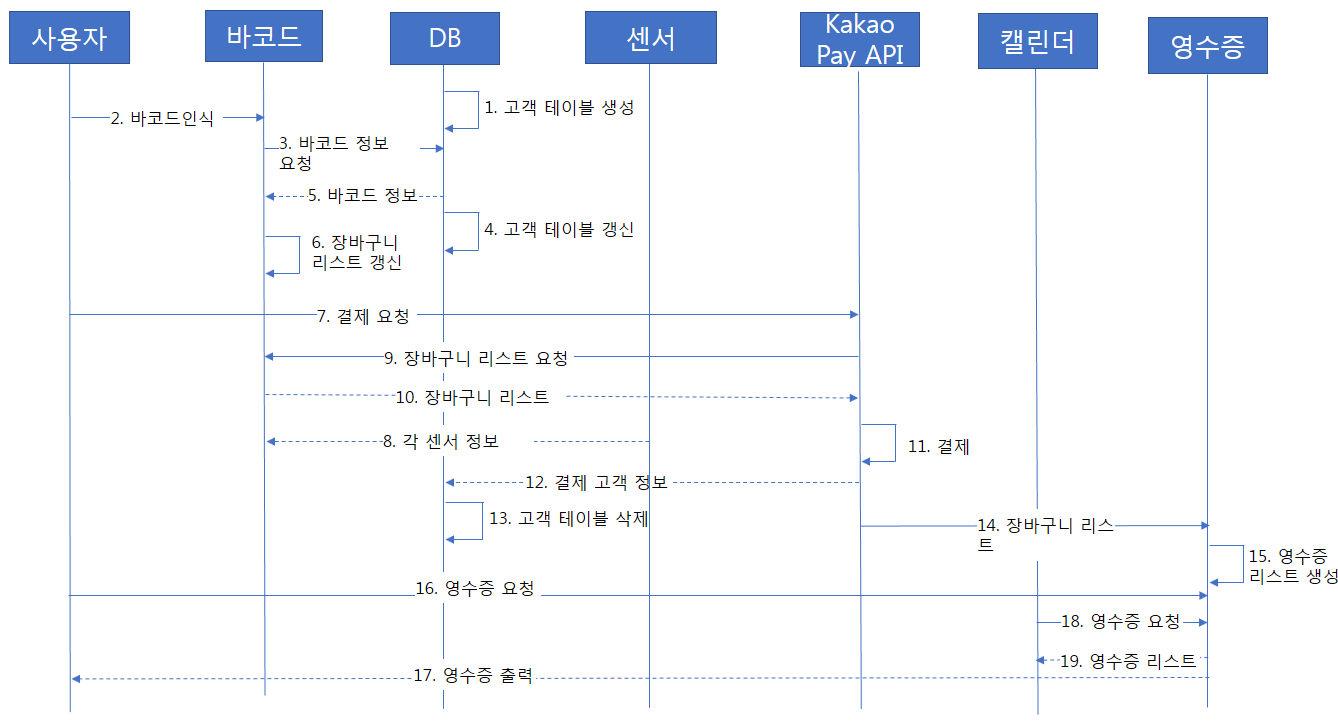 사용자
바코드
DB
센서
Kakao
Pay API
캘린더
영수증
1. 고객 테이블 생성
2. 바코드인식
3. 바코드 정보
요청
5. 바코드 정보
4. 고객 테이블 갱신
6. 장바구니
리스트 갱신
7. 결제 요청
9. 장바구니 리스트 요청
10. 장바구니 리스트
8. 각 센서 정보
11. 결제
12. 결제 고객 정보
13. 고객 테이블 삭제
14. 장바구니 리스
트
15. 영수증
리스트 생성
16. 영수증 요청
18. 영수증 요청
19. 영수증 리스트
17. 영수증 출력